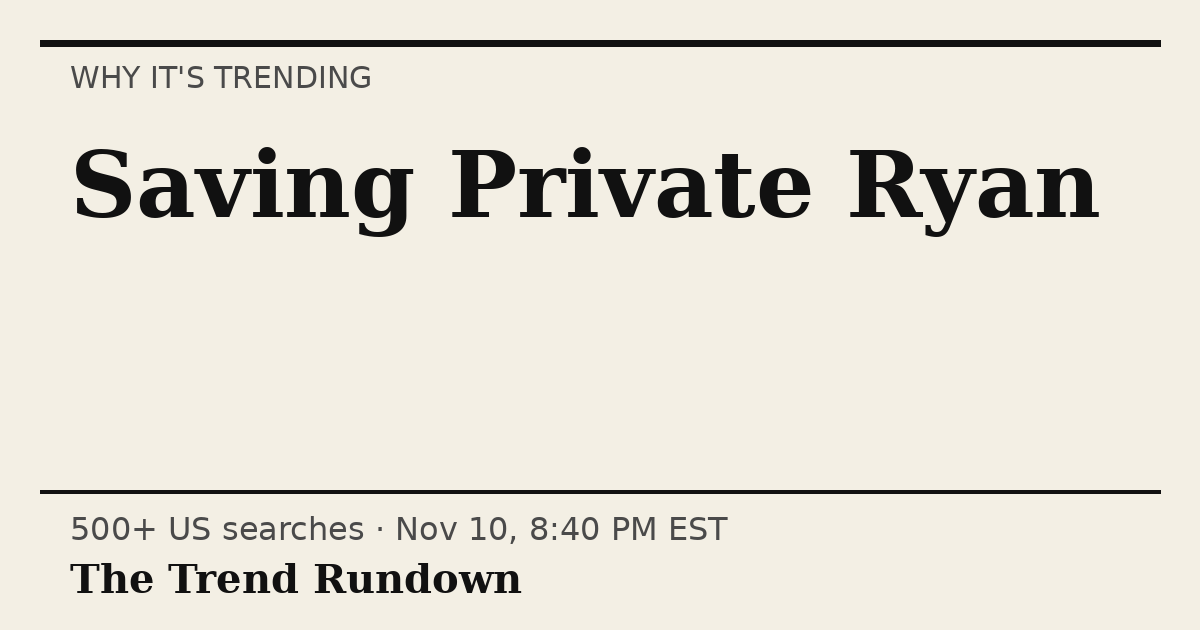 WHY IT'S TRENDING
Saving Private Ryan
500+ US searches · Nov 10, 8:40 PM EST
The Trend Rundown